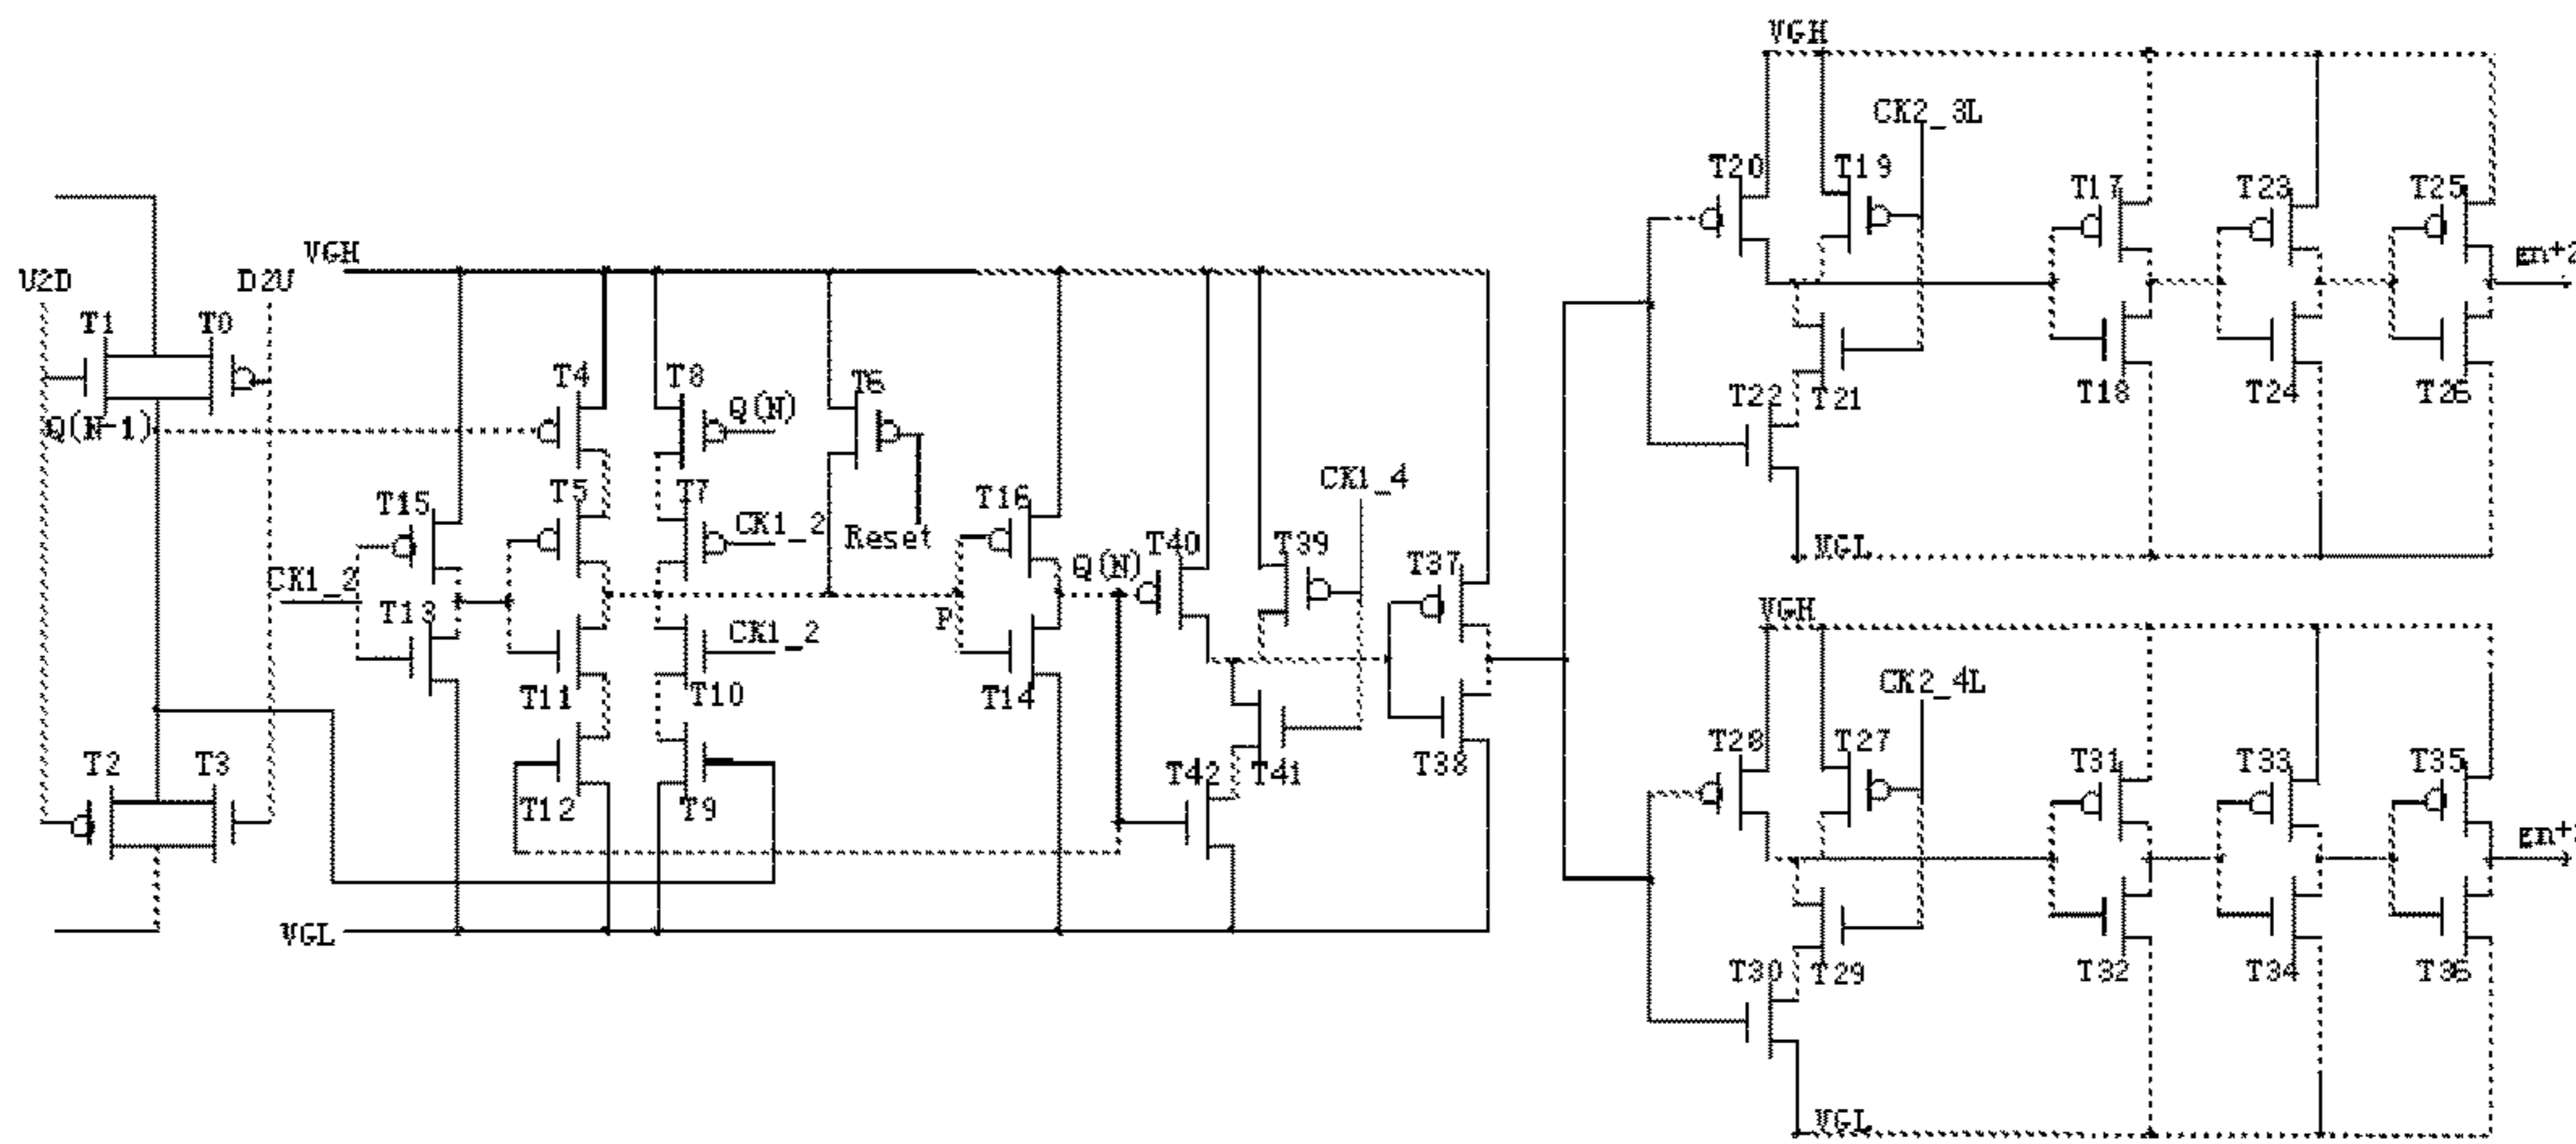 VGH
CK2_3L
T20
T19
T17
T23
T25
gn+2
VGH
U2D
D2U
T1
T0
T4
T8
T6
Q(N)
Q(N-1)
T22
T21
T18
T24
T26
T15
T5
T7
CK1_2
Reset
T16
CK1_4
T40
T39
T37
VGL
CK1_2
T13
Q(N)
P
CK1_2
VGH
T11
T10
T14
CK2_4L
T2
T3
T12
T9
T42
T41
T38
T28
T27
T31
T33
T35
VGL
T30
T29
T32
T34
T36
VGL